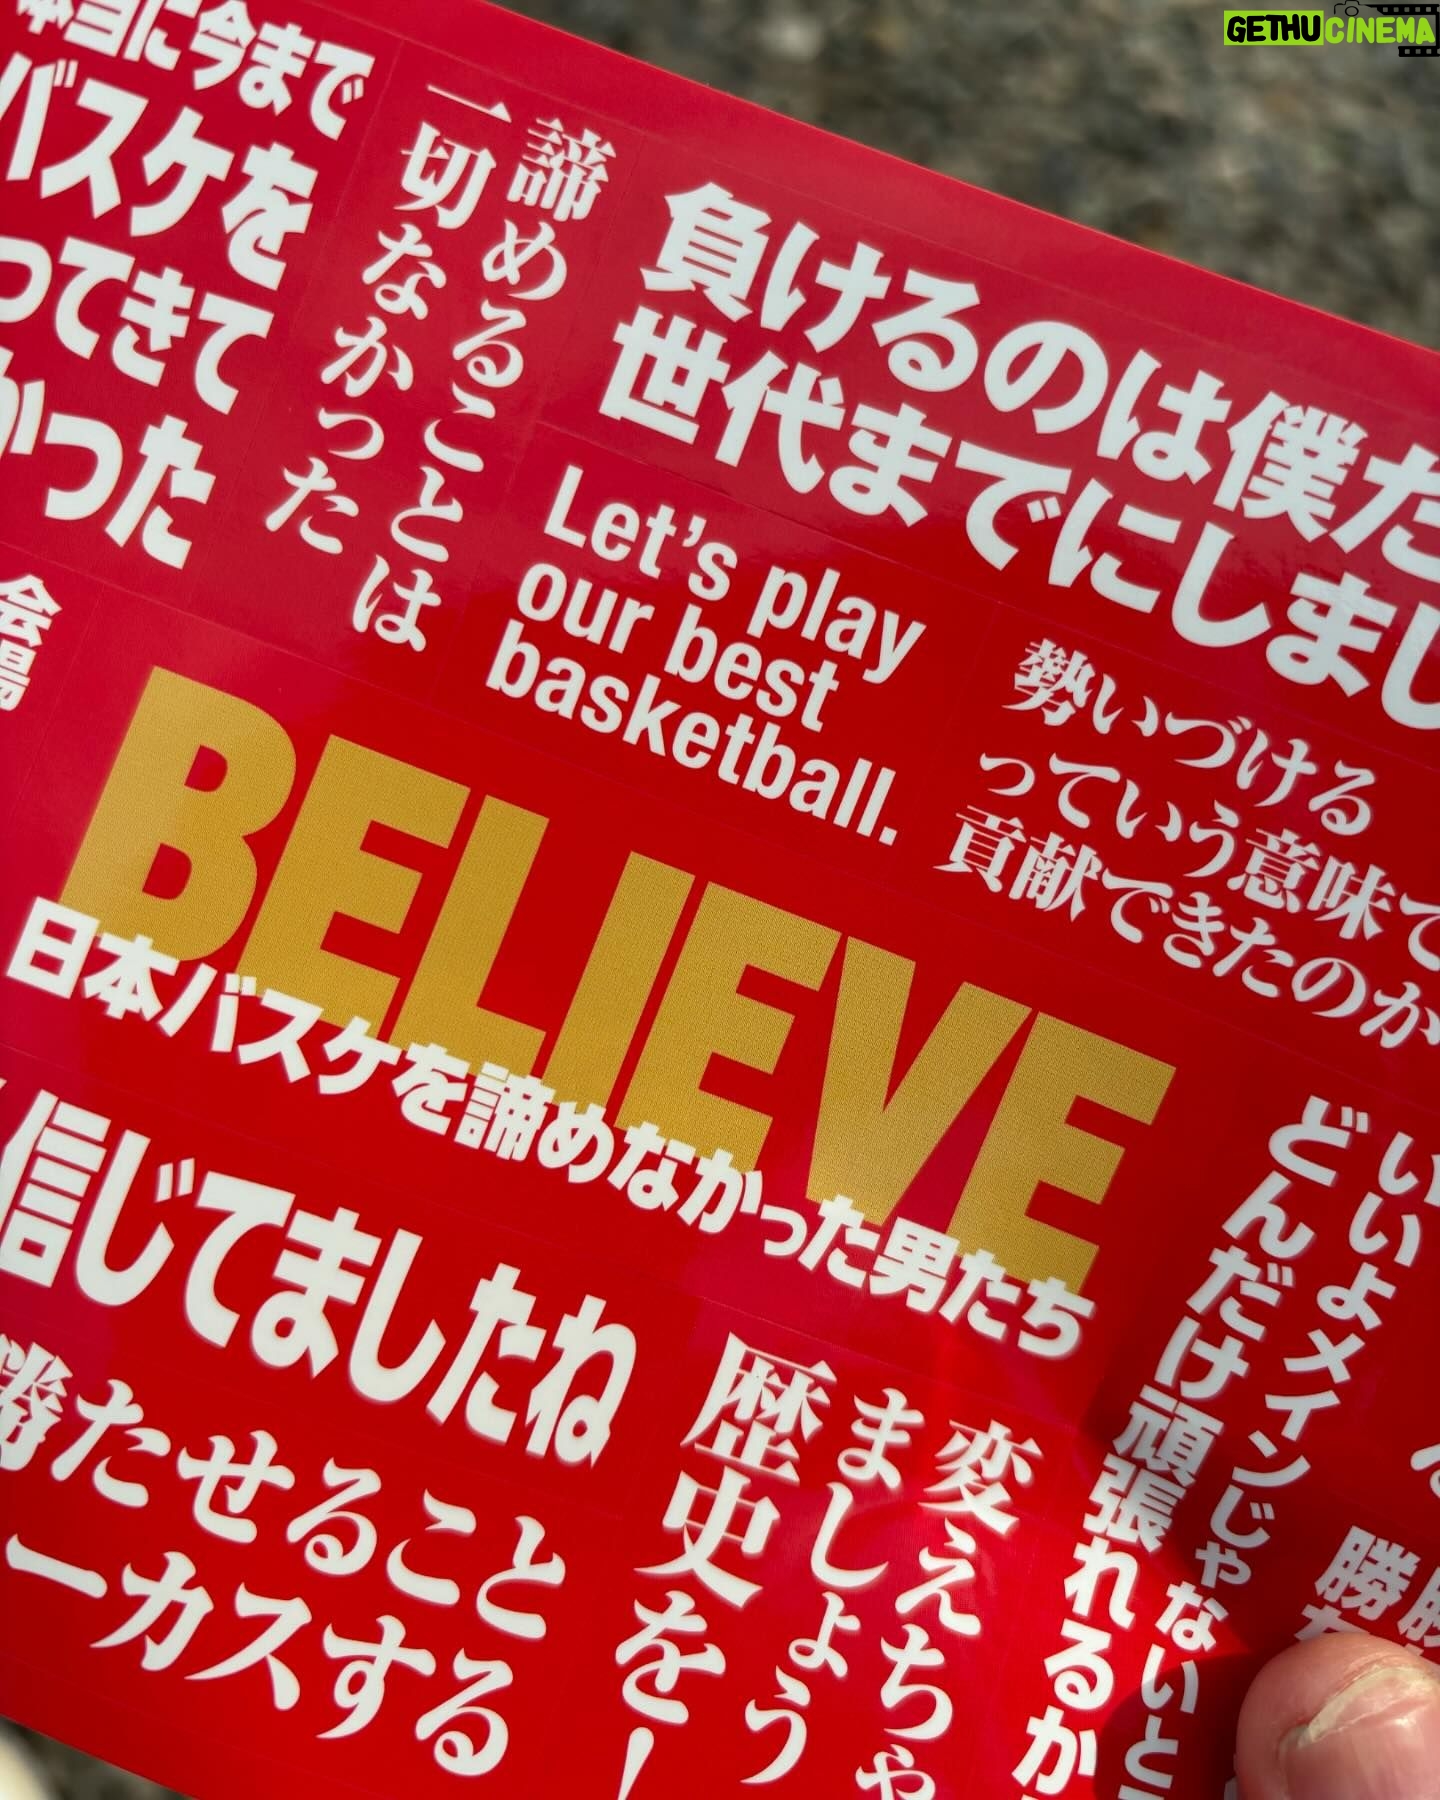 GETHUCINEMA
本当に今まで
バスケを
ってきて
かった
諦めることは
一切なかった
負けるのは僕た
世代までにしまし
Let's play
our best
basketball.
勢いづける
っていう意味で
貢献できたのか
会場
BELIEVE
日本バスケを諦めなかった男たち
信じてましたね
勝たせること
ーカスする
変えちゃ
ましょう
歴史を!
いいよメインじゃないと
どんだけ頑張れるか